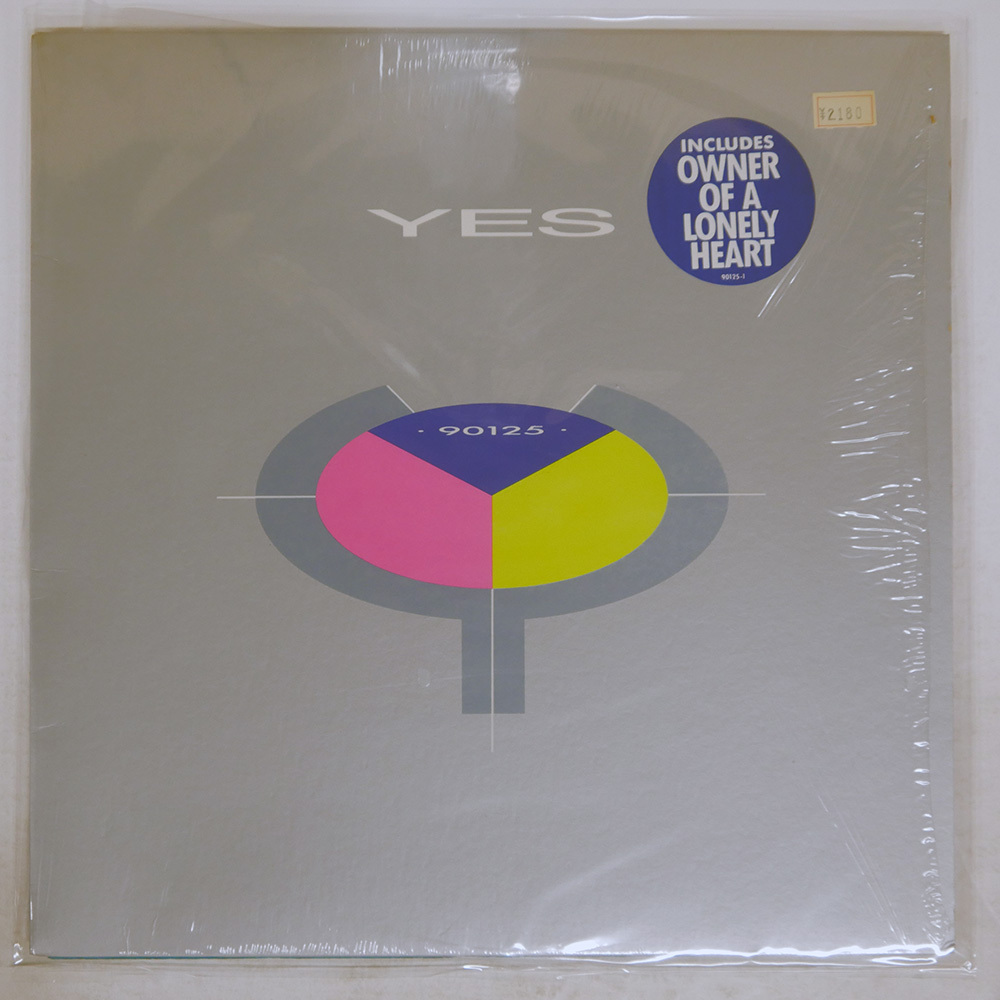 ¥2180
INCLUDES
OWNER
OF A
LONELY
HEART
90125-1
YES
· 90125 ·